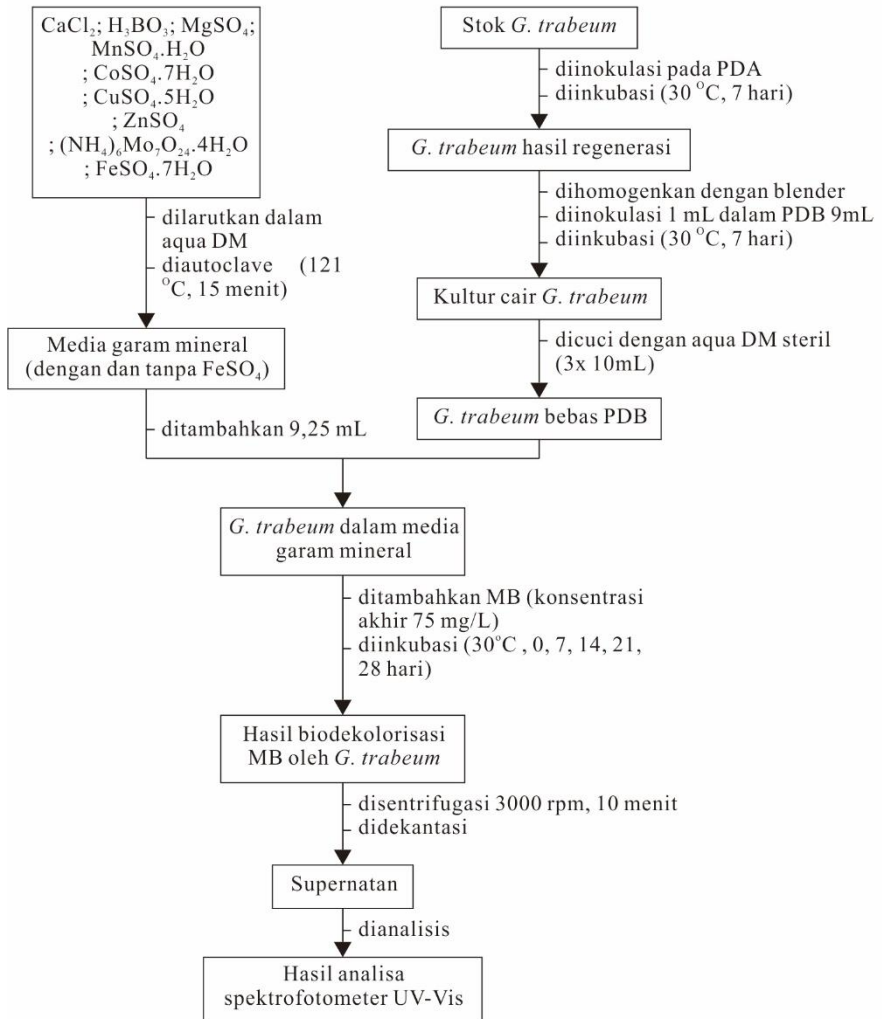 CaCl₂; H₃BO₃; MgSO₄;
MnSO₄.H₂O
; CoSO₄.7H₂O
; CuSO₄.5H₂O
; ZnSO₄
; (NH₄)₆Mo₇O₂₄.4H₂O
; FeSO₄.7H₂O
dilarutkan dalam
aqua DM
diautoclave (121
°C, 15 menit)
Media garam mineral
(dengan dan tanpa FeSO₄)
ditambahkan 9,25 mL
Stok G. trabeum
diinokulasi pada PDA
diinkubasi (30 °C, 7 hari)
G. trabeum hasil regenerasi
dihomogenkan dengan blender
diinokulasi 1 mL dalam PDB 9mL
diinkubasi (30 °C, 7 hari)
Kultur cair G. trabeum
dicuci dengan aqua DM steril
(3x 10mL)
G. trabeum bebas PDB
G. trabeum dalam media
garam mineral
ditambahkan MB (konsentrasi
akhir 75 mg/L)
diinkubasi (30°C , 0, 7, 14, 21,
28 hari)
Hasil biodekolorisasi
MB oleh G. trabeum
disentrifugasi 3000 rpm, 10 menit
didekantasi
Supernatan
dianalisis
Hasil analisa
spektrofotometer UV-Vis